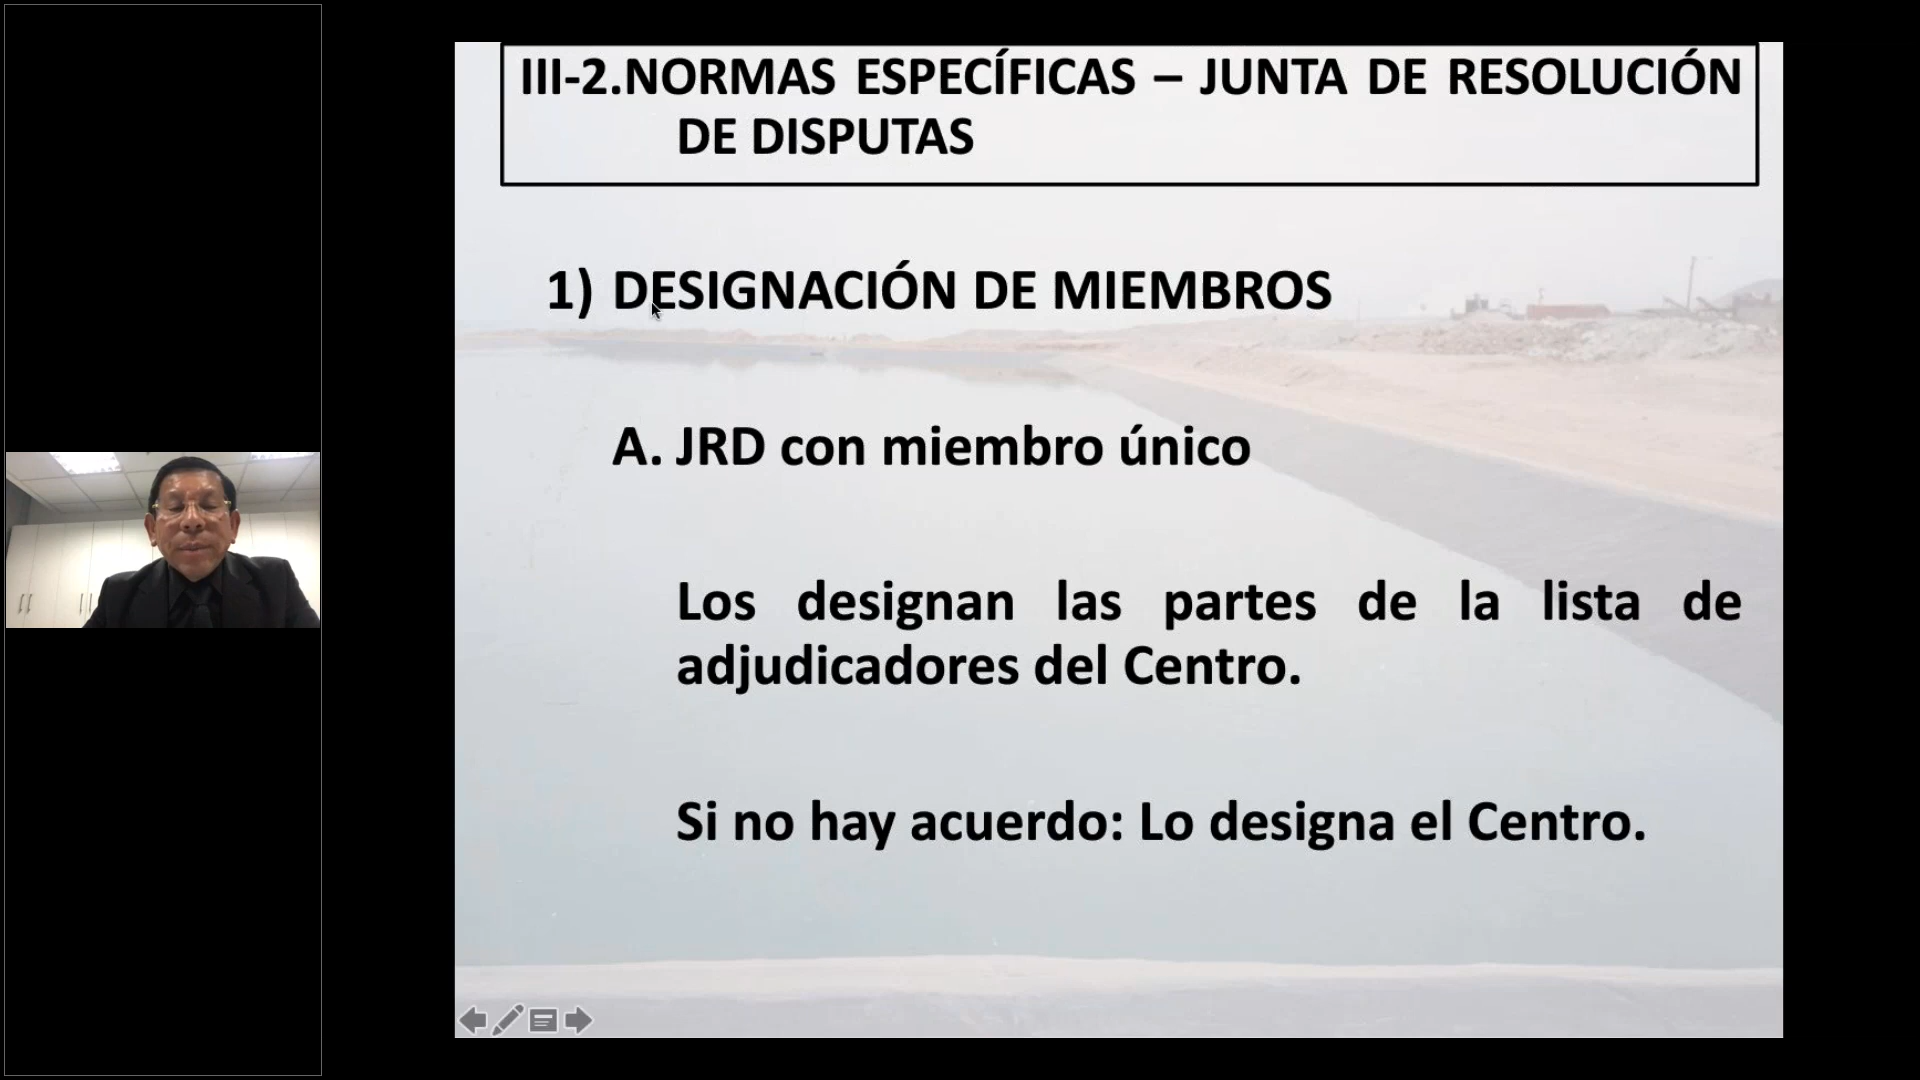 III-2.NORMAS ESPECÍFICAS – JUNTA DE RESOLUCIÓN
DE DISPUTAS
1) DESIGNACIÓN DE MIEMBROS
A. JRD con miembro único
Los designan las partes de la lista de
adjudicadores del Centro.
Si no hay acuerdo: Lo designa el Centro.